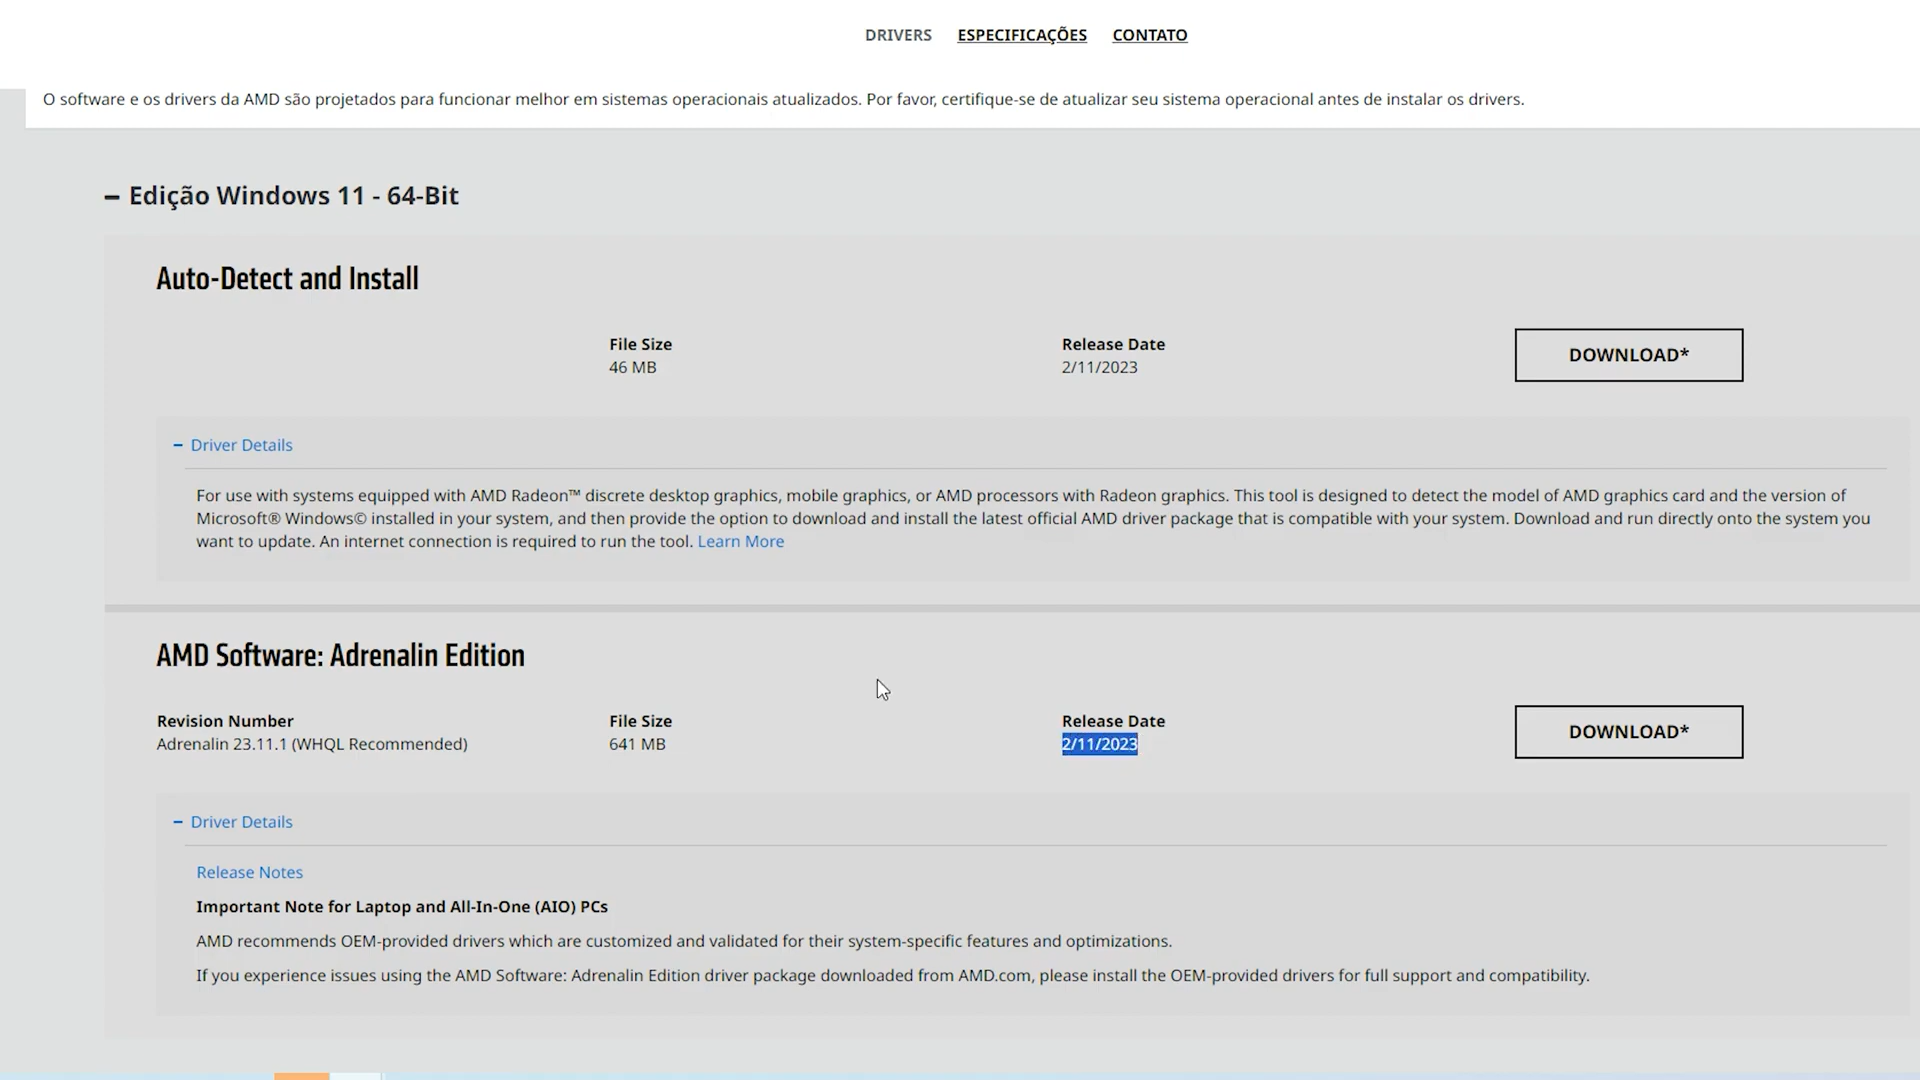 DRIVERS ESPECIFICAÇÕES CONTATO
O software e os drivers da AMD são projetados para funcionar melhor em sistemas operacionais atualizados. Por favor, certifique-se de atualizar seu sistema operacional antes de instalar os drivers.
– Edição Windows 11 - 64-Bit
Auto-Detect and Install
File Size Release Date
46 MB 2/11/2023
DOWNLOAD*
– Driver Details
For use with systems equipped with AMD Radeon™ discrete desktop graphics, mobile graphics, or AMD processors with Radeon graphics. This tool is designed to detect the model of AMD graphics card and the version of
Microsoft® Windows© installed in your system, and then provide the option to download and install the latest official AMD driver package that is compatible with your system. Download and run directly onto the system you
want to update. An internet connection is required to run the tool. Learn More
AMD Software: Adrenalin Edition
Revision Number File Size Release Date
Adrenalin 23.11.1 (WHQL Recommended) 641 MB 2/11/2023
DOWNLOAD*
– Driver Details
Release Notes
Important Note for Laptop and All-In-One (AIO) PCs
AMD recommends OEM-provided drivers which are customized and validated for their system-specific features and optimizations.
If you experience issues using the AMD Software: Adrenalin Edition driver package downloaded from AMD.com, please install the OEM-provided drivers for full support and compatibility.